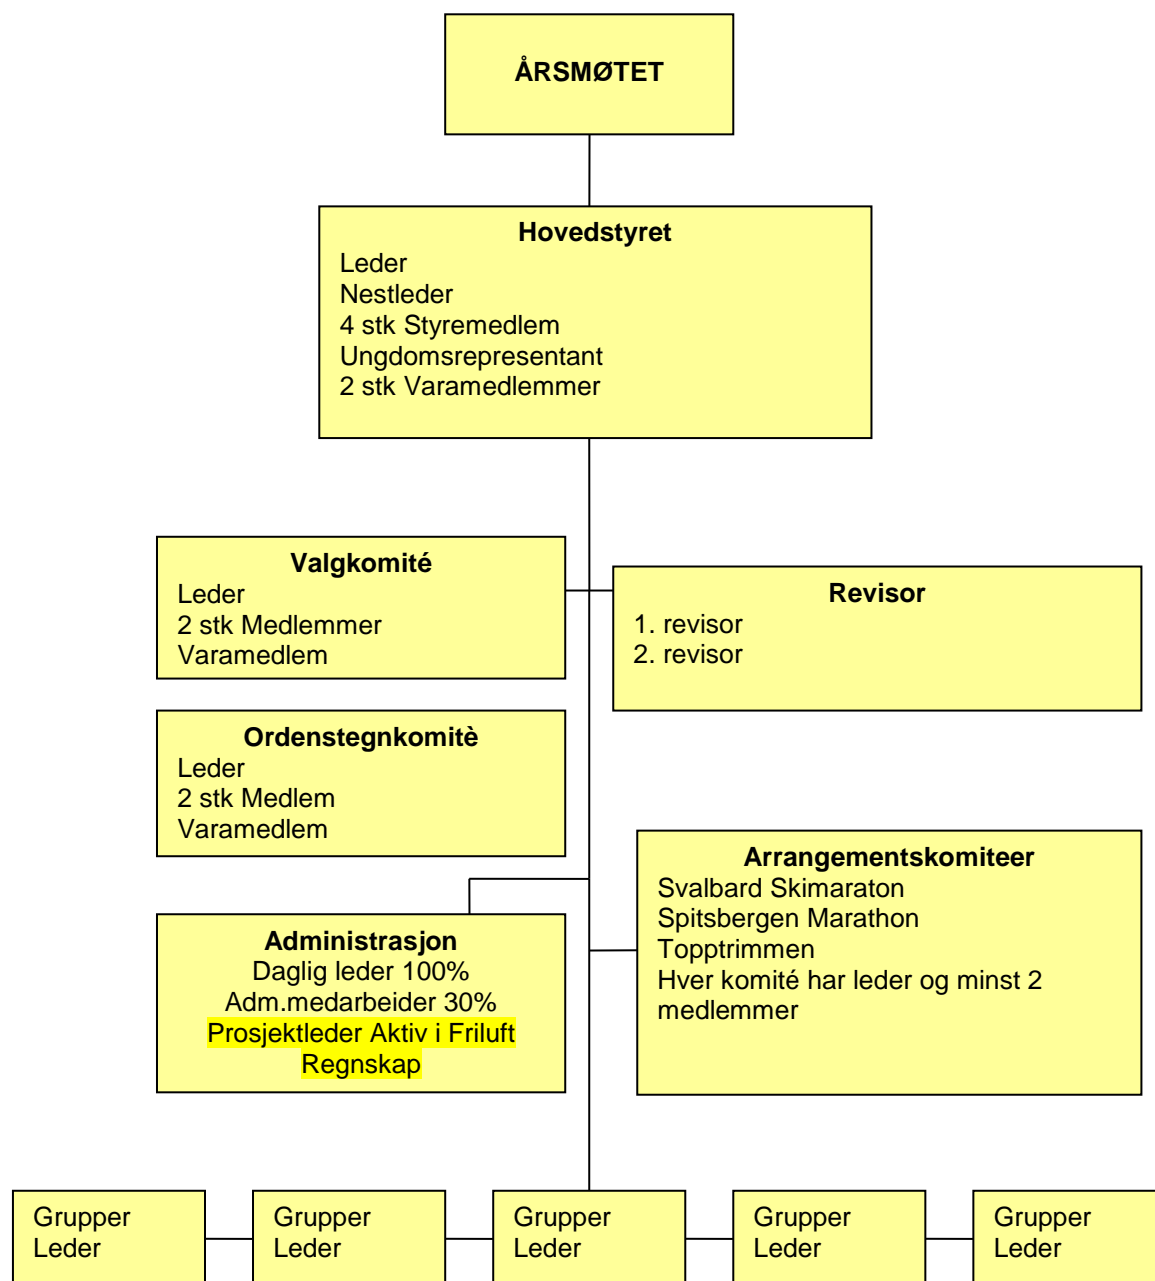 ÅRSMØTET
Hovedstyret
Leder
Nestleder
4 stk Styremedlem
Ungdomsrepresentant
2 stk Varamedlemmer
Valgkomité
Leder
2 stk Medlemmer
Varamedlem
Revisor
1. revisor
2. revisor
Ordenstegnkomitè
Leder
2 stk Medlem
Varamedlem
Arrangementskomiteer
Svalbard Skimaraton
Spitsbergen Marathon
Topptrimmen
Hver komité har leder og minst 2
medlemmer
Administrasjon
Daglig leder 100%
Adm.medarbeider 30%
Prosjektleder Aktiv i Friluft
Regnskap
Grupper
Leder
Grupper
Leder
Grupper
Leder
Grupper
Leder
Grupper
Leder